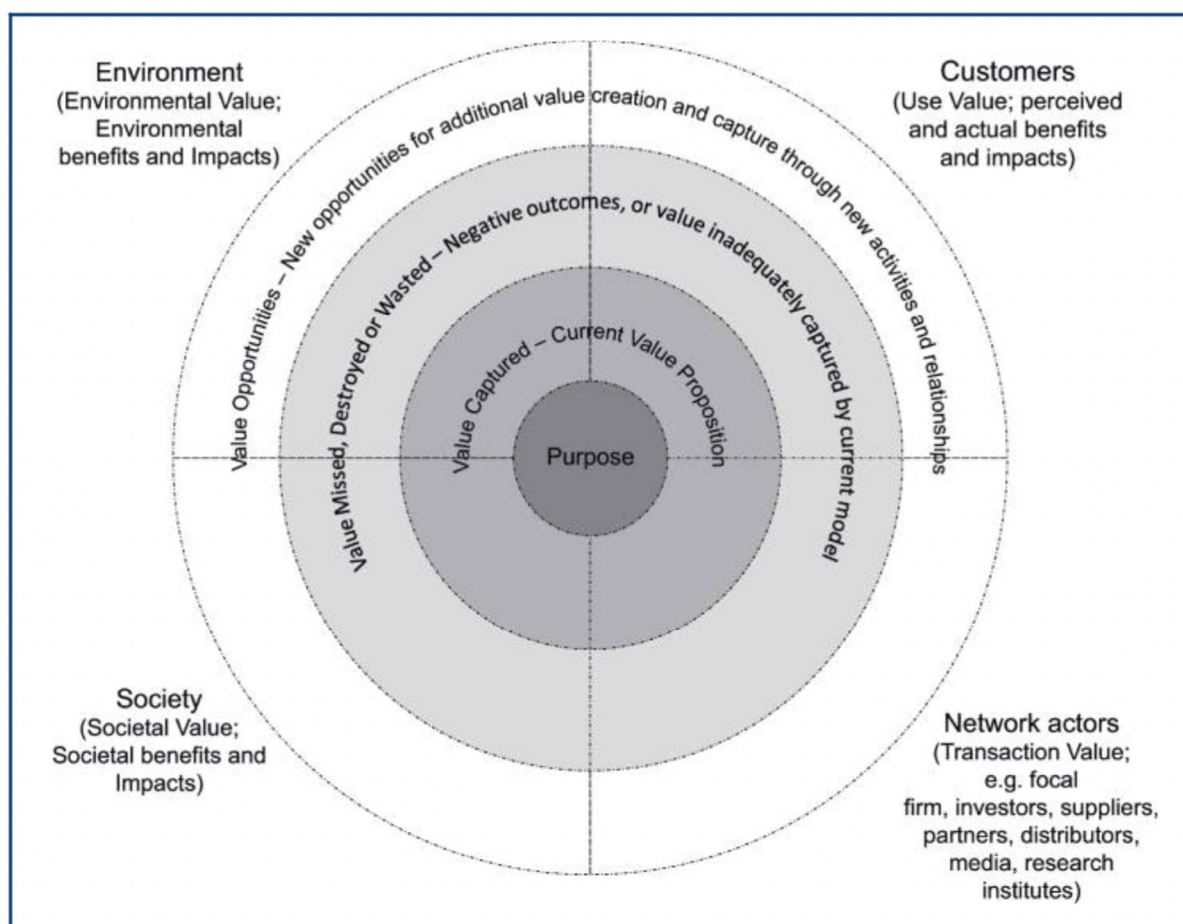 Environment
(Environmental Value;
Environmental
benefits and Impacts)
Customers
(Use Value; perceived
and actual benefits
and impacts)
Value Opportunities – New opportunities for additional value creation and capture through new activities and relationships
Value Missed, Destroyed or Wasted – Negative outcomes, or value inadequately captured by current model
Value Captured – Current Value Proposition
Purpose
Society
(Societal Value;
Societal benefits and
Impacts)
Network actors
(Transaction Value;
e.g. focal
firm, investors, suppliers,
partners, distributors,
media, research
institutes)